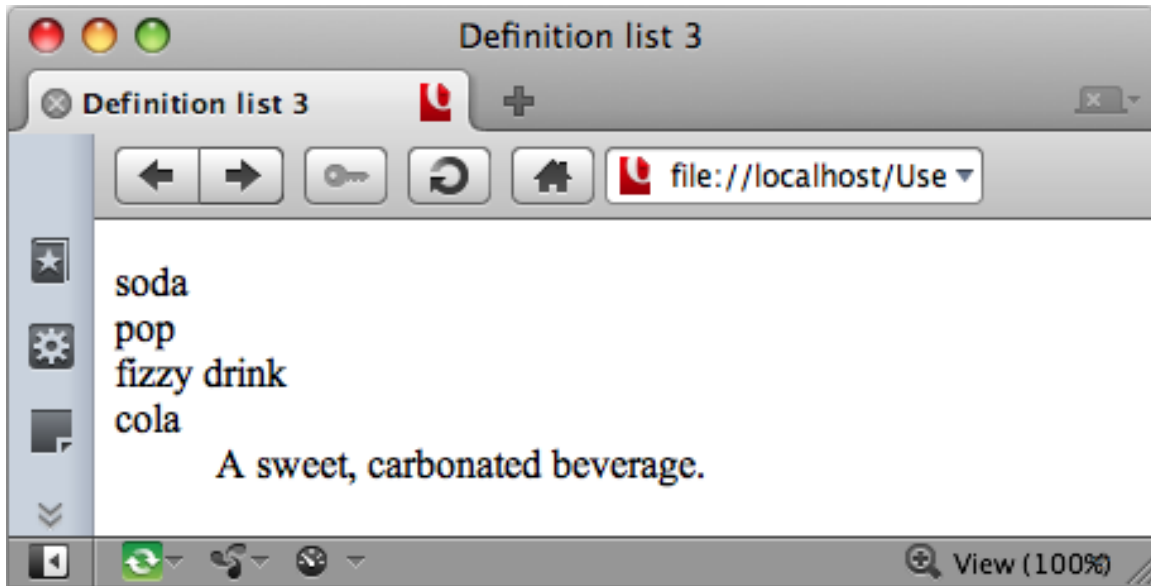 Definition list 3
Definition list 3
file://localhost/Use
soda
pop
fizzy drink
cola
A sweet, carbonated beverage.
View (100%)